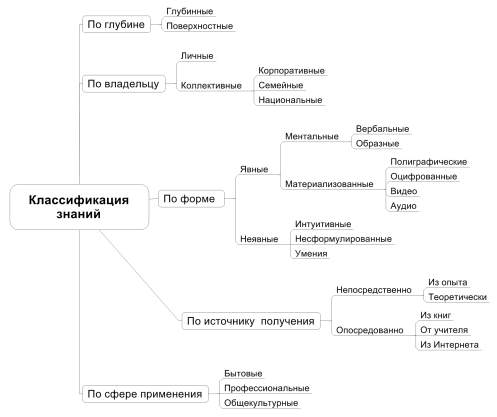 Классификация
знаний
По глубине
Глубинные
Поверхностные
По владельцу
Личные
Коллективные
Корпоративные
Семейные
Национальные
По форме
Явные
Ментальные
Вербальные
Образные
Материализованные
Полиграфические
Оцифрованные
Видео
Аудио
Неявные
Интуитивные
Несформулированные
Умения
По источнику получения
Непосредственно
Из опыта
Теоретически
Опосредованно
Из книг
От учителя
Из Интернета
По сфере применения
Бытовые
Профессиональные
Общекультурные